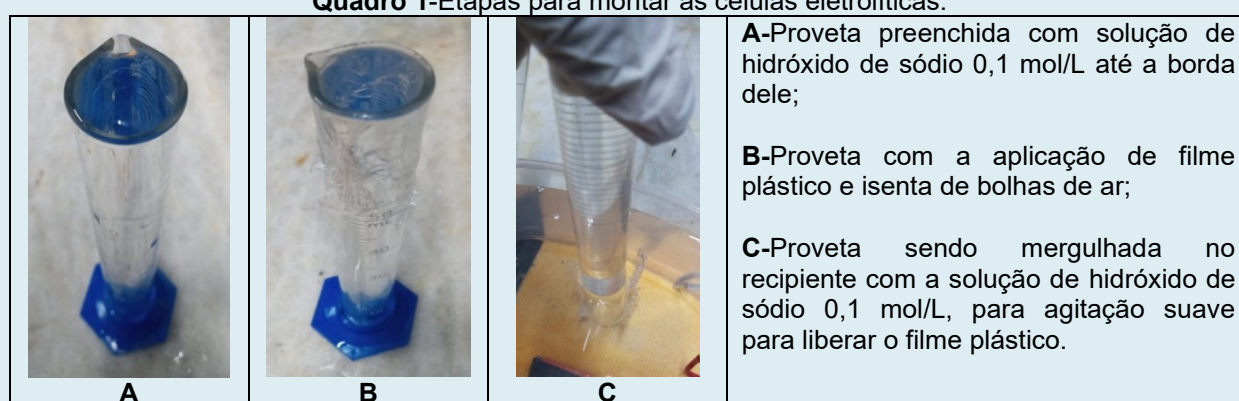 Quadro 1-Etapas para montar as células eletrolíticas.
A-Proveta preenchida com solução de
hidróxido de sódio 0,1 mol/L até a borda
dele;
B-Proveta com a aplicação de filme
plástico e isenta de bolhas de ar;
C-Proveta sendo mergulhada no
recipiente com a solução de hidróxido de
sódio 0,1 mol/L, para agitação suave
para liberar o filme plástico.
A
B
C